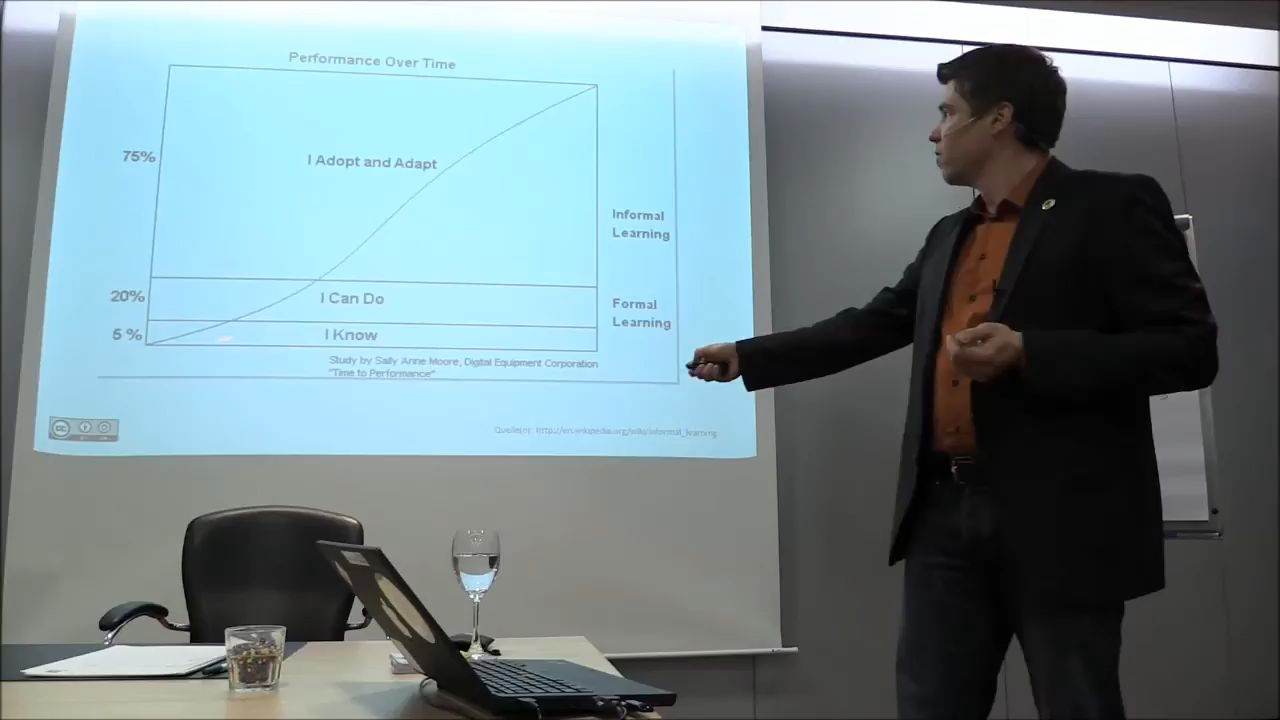 Performance Over Time
75%
I Adopt and Adapt
Informal
Learning
20%
I Can Do
Formal
Learning
5 %
I Know
Study by Sally Anne Moore, Digital Equipment Corporation
"Time to Performance"
cc
Quelle(n): http://en.wikipedia.org/wiki/Informal_learning